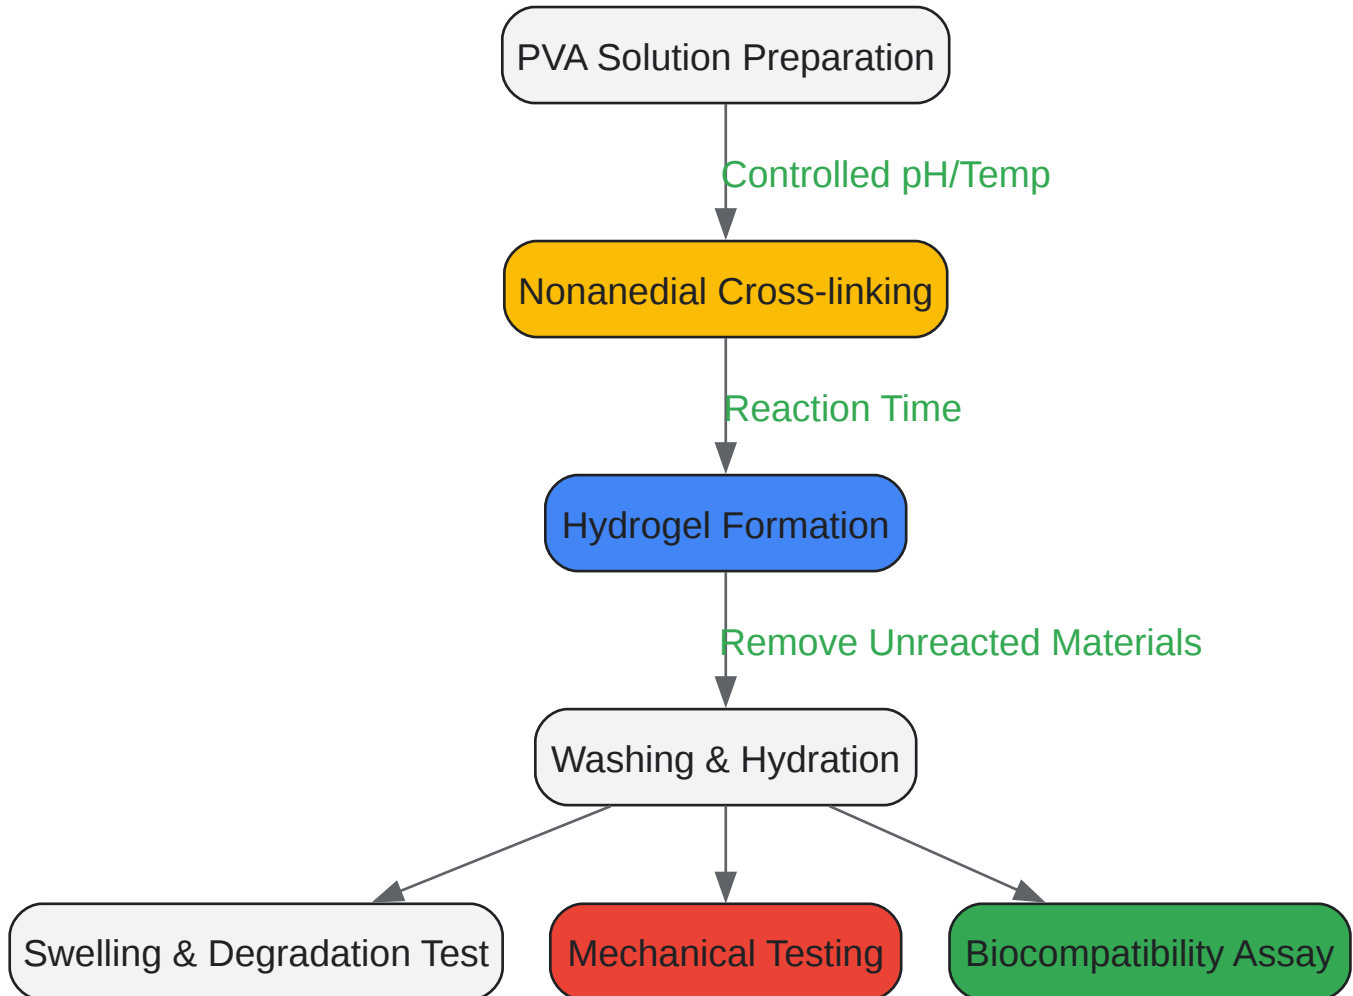 PVA Solution Preparation
Controlled pH/Temp
Nonanedial Cross-linking
Reaction Time
Hydrogel Formation
Remove Unreacted Materials
Washing & Hydration
Swelling & Degradation Test
Mechanical Testing
Biocompatibility Assay